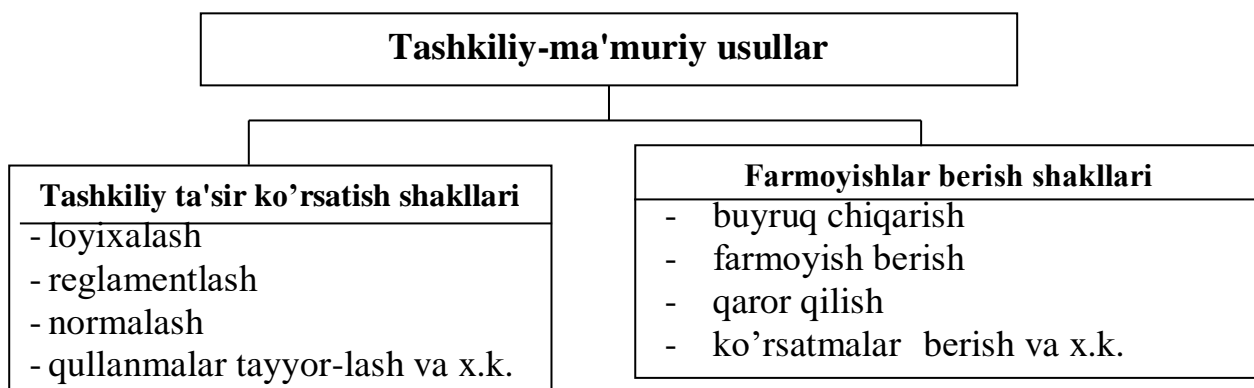 Tashkiliy-ma'muriy usullar
Tashkiliy ta'sir ko’rsatish shakllari
- loyixalash
- reglamentlash
- normalash
- qullanmalar tayyor-lash va x.k.
Farmoyishlar berish shakllari
- buyruq chiqarish
- farmoyish berish
- qaror qilish
- ko’rsatmalar berish va x.k.